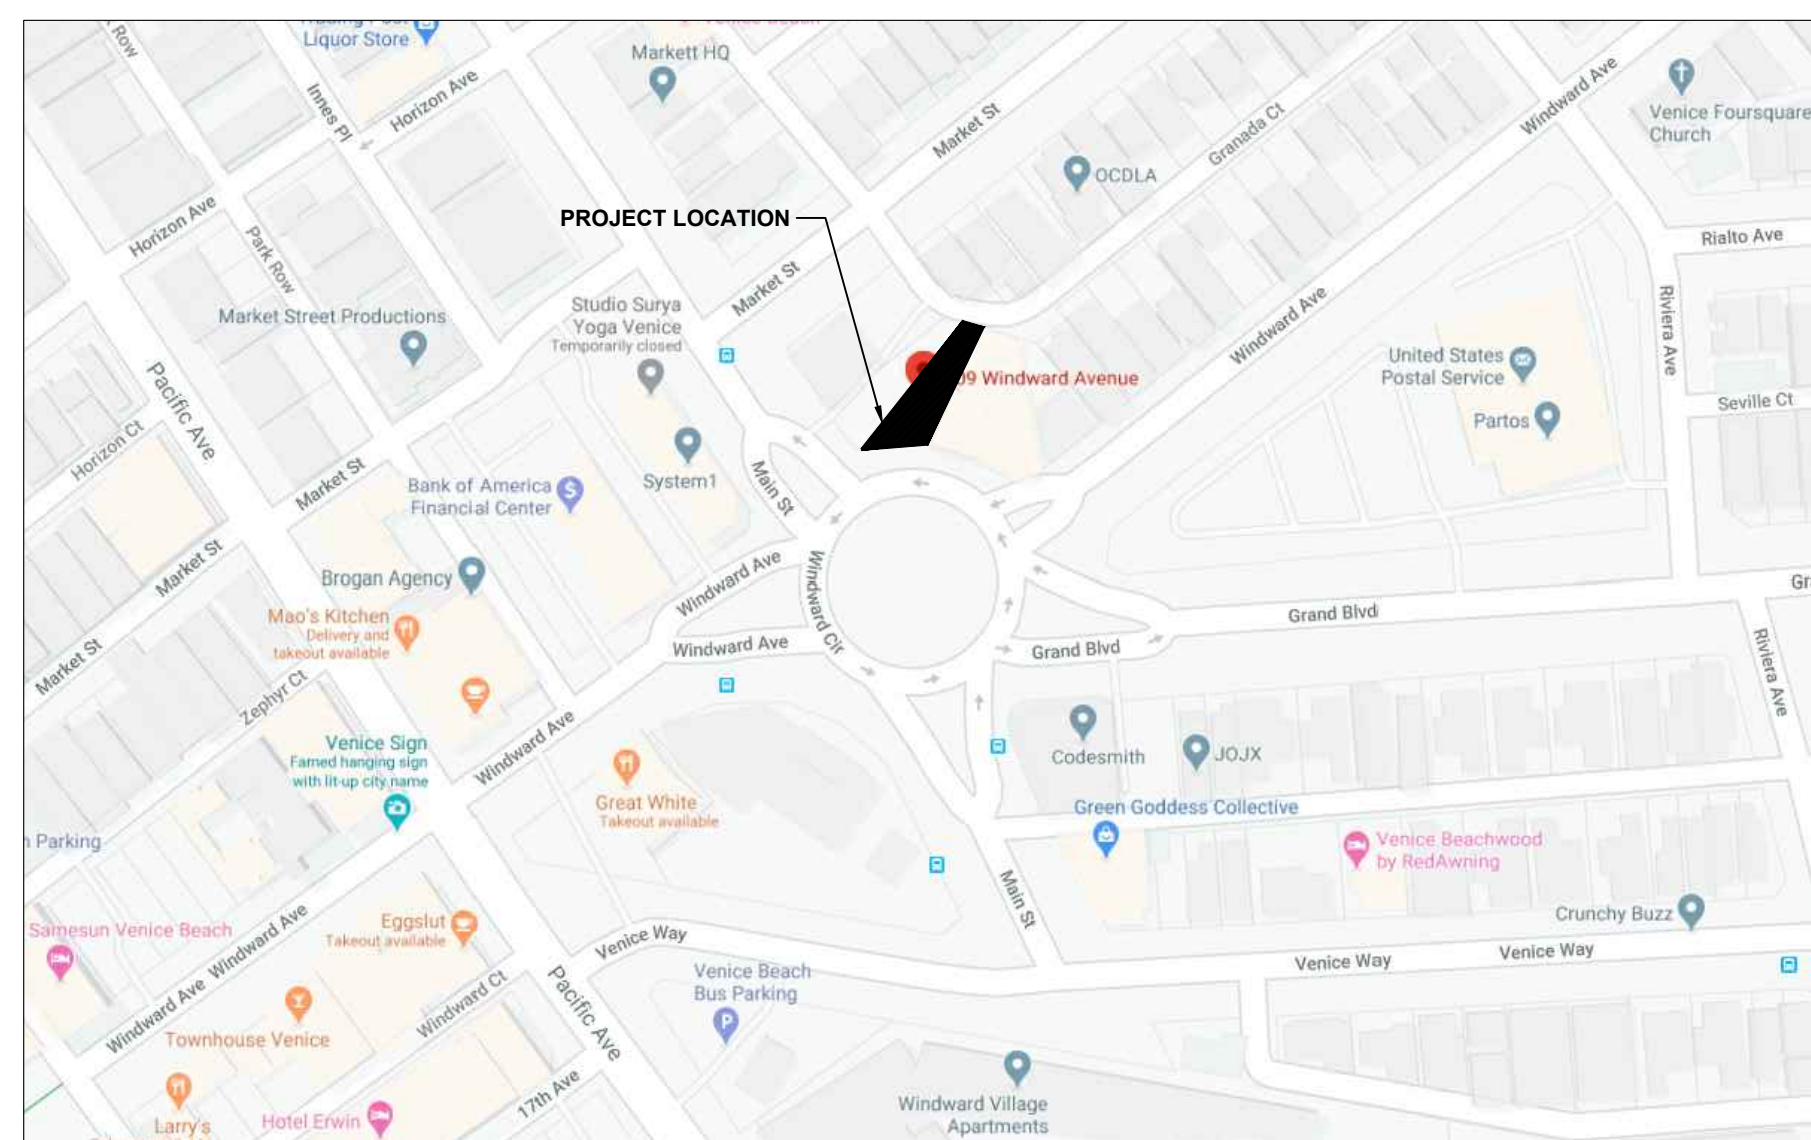 Row
Liquor Store
Markett HQ
Horizon Ave
Innes Pl
Market St
Granada Ct
Windward Ave
Venice Foursquare
Church
OCDLA
Horizon Ave
Park Row
PROJECT LOCATION
Rialto Ave
Market St
Studio Surya
Yoga Venice
Temporarily closed
Market Street Productions
Windward Ave
Riviera Ave
United States
Postal Service
09 Windward Avenue
Pacific Ave
Seville Ct
Partos
Horizon Ct
Market St
Bank of America
Financial Center
System1
Main St
Market St
Brogan Agency
Windward Ave
Windward Cir
Mao's Kitchen
Delivery and
takeout available
Grand Blvd
Gr
Market St
Windward Ave
Grand Blvd
Riviera Ave
Zephyr Ct
Venice Sign
Famed hanging sign
with lit-up city name
Windward Ave
Codesmith
JOJX
Great White
Takeout available
Green Goddess Collective
Parking
Venice Beachwood
by RedAwning
Main St
Samesun Venice Beach
Windward Ave
Eggslut
Takeout available
Crunchy Buzz
Venice Way
Venice Way
Venice Way
Venice Beach
Bus Parking
P
Windward Ave
Windward Ct
Pacific Ave
Townhouse Venice
17th Ave
Windward Village
Apartments
Larry's
Hotel Erwin